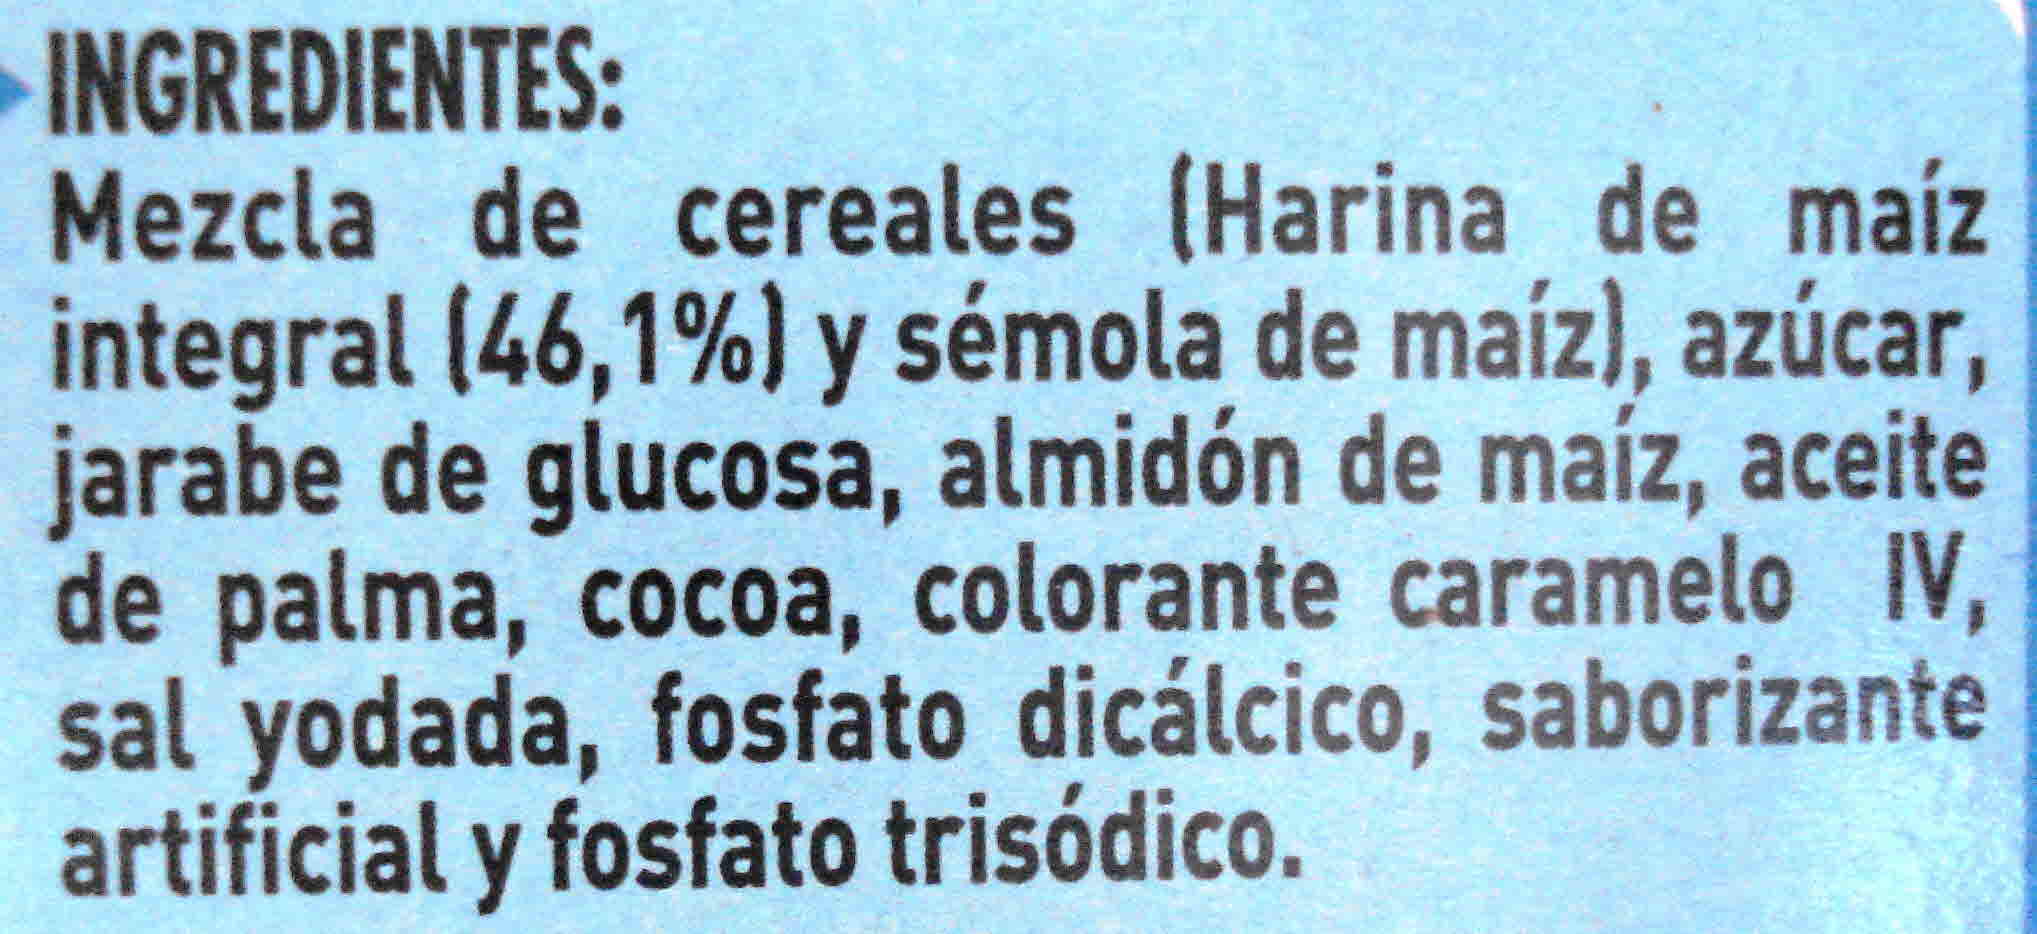 INGREDIENTES:
Mezcla de cereales (Harina de maíz
integral (46,1%) y sémola de maíz), azúcar,
jarabe de glucosa, almidón de maíz, aceite
de palma, cocoa, colorante caramelo IV,
sal yodada, fosfato dicálcico, saborizante
artificial y fosfato trisódico.